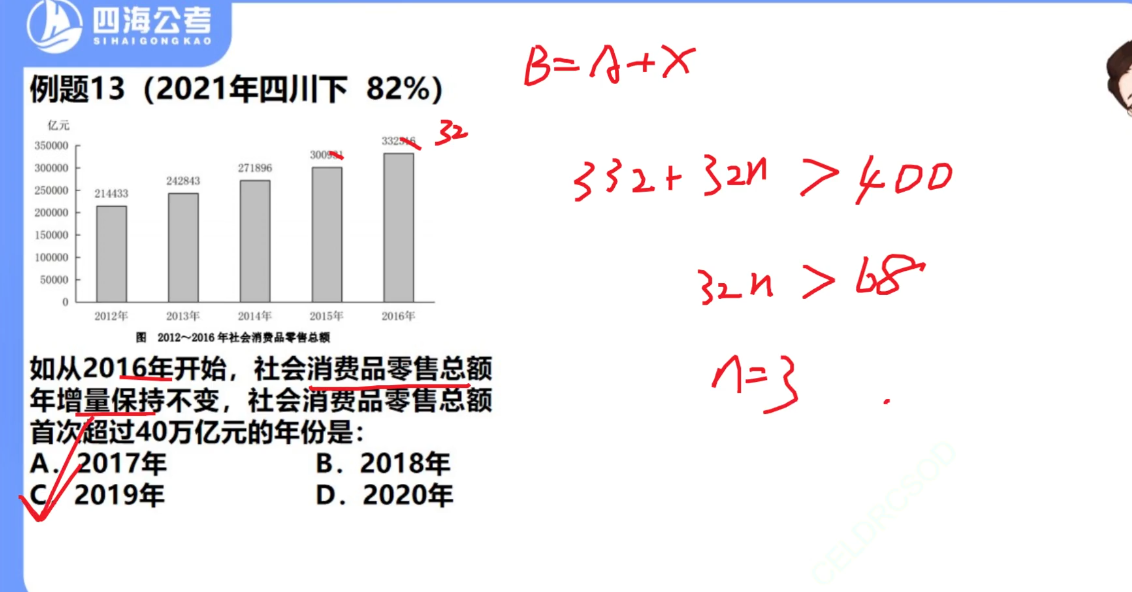 四海公考
SIHAIGONGKAO
例题13（2021年四川下 82%）
B=A+X
亿元
350000
300000
250000
200000
150000
100000
50000
0
214433
242843
271896
332
32
332+32n>400
32n>68
n=3
2012年
2013年
2014年
2015年
2016年
图 2012～2016年社会消费品零售总额
如从2016年开始，社会消费品零售总额
年增量保持不变，社会消费品零售总额
首次超过40万亿元的年份是：
A. 2017年 B. 2018年
C. 2019年 D. 2020年
CELDRCSOD